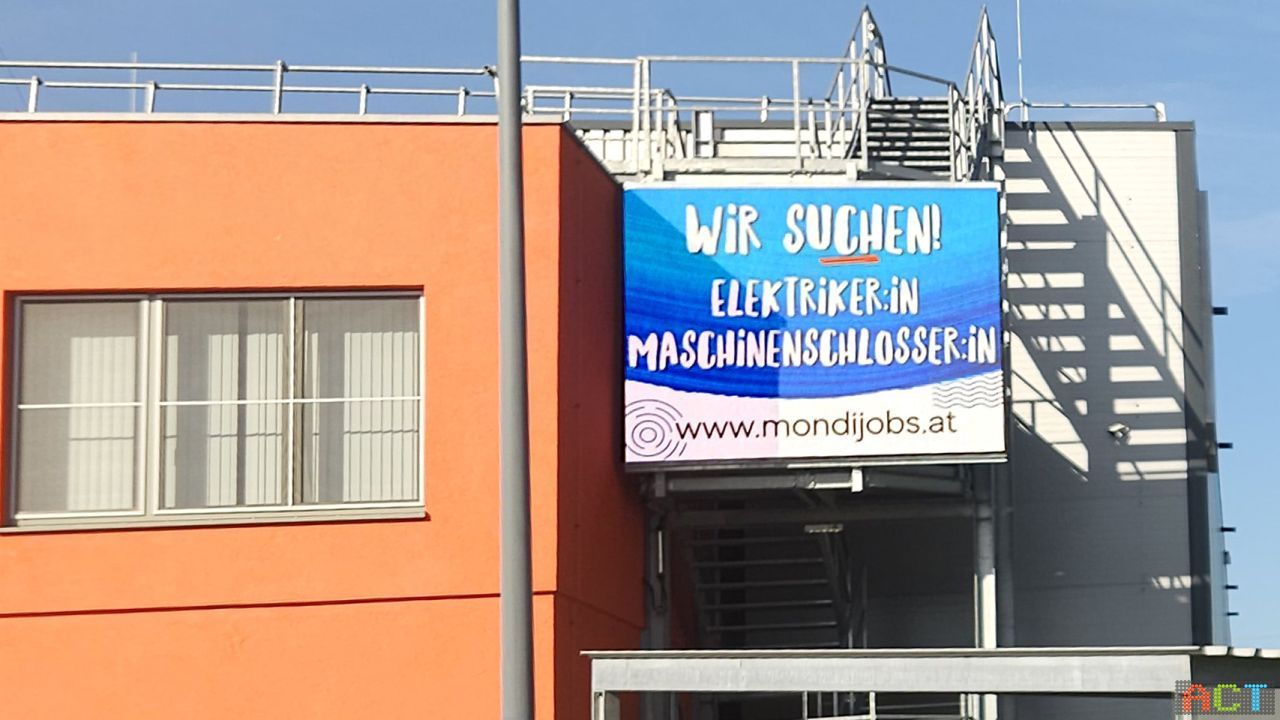 WiR SUCHEN!
ELEKTRiKER:iN
MASCHiNENSCHLOSSER:iN
www.mondijobs.at
ACT